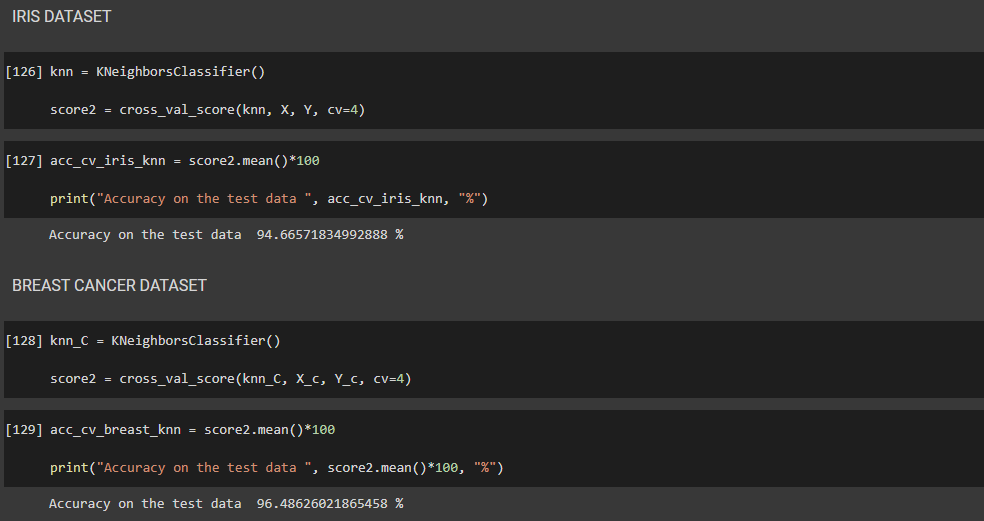 IRIS DATASET
[126] knn = KNeighborsClassifier()
score2 = cross_val_score(knn, X, Y, cv=4)
[127] acc_cv_iris_knn = score2.mean()*100
print("Accuracy on the test data ", acc_cv_iris_knn, "%")
Accuracy on the test data  94.66571834992888 %
BREAST CANCER DATASET
[128] knn_C = KNeighborsClassifier()
score2 = cross_val_score(knn_C, X_c, Y_c, cv=4)
[129] acc_cv_breast_knn = score2.mean()*100
print("Accuracy on the test data ", score2.mean()*100, "%")
Accuracy on the test data  96.48626021865458 %